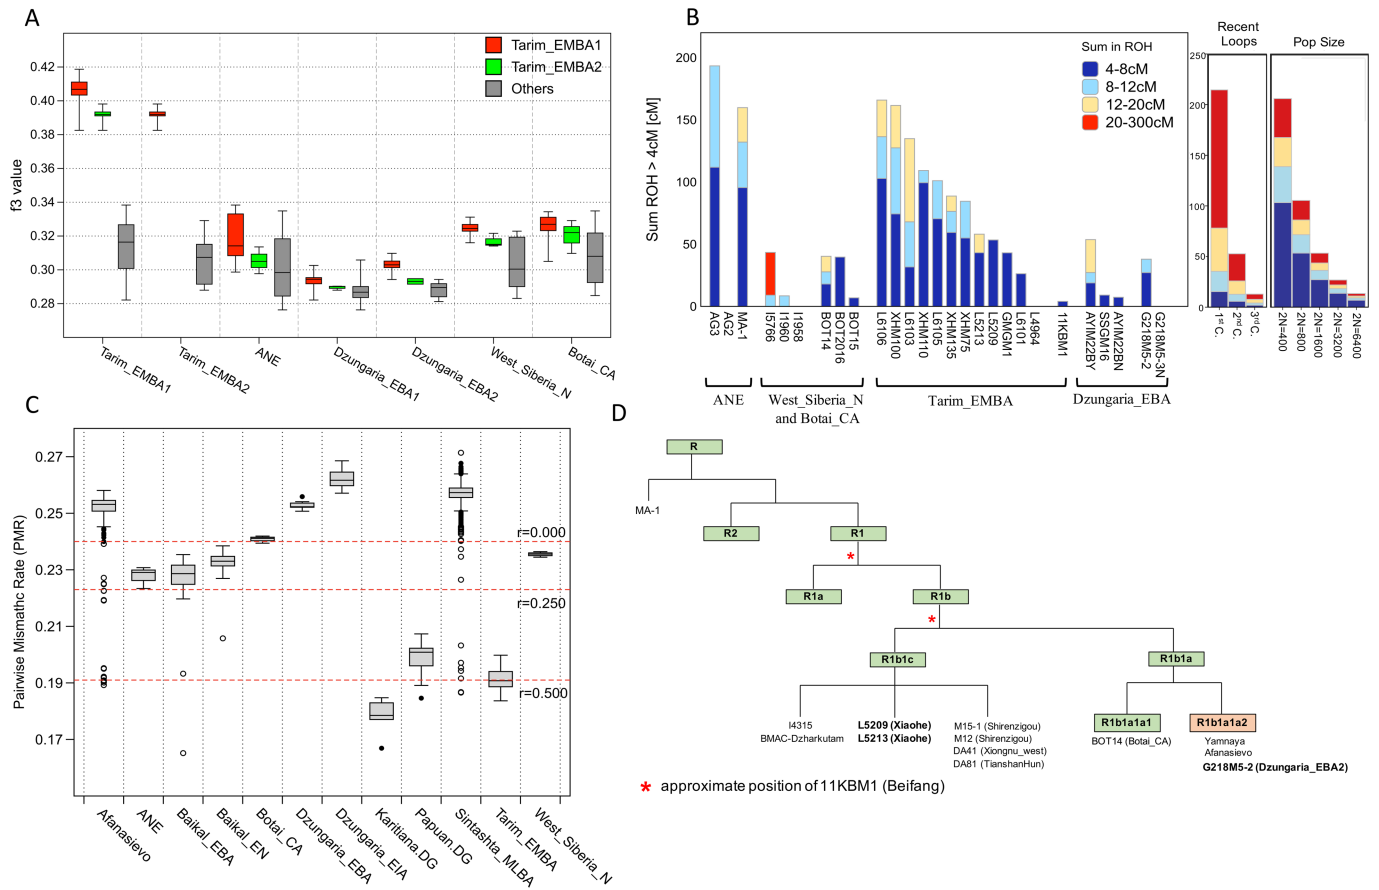 A
f3 value
0.42
0.40
0.38
0.36
0.34
0.32
0.30
0.28
Tarim_EMBA1
Tarim_EMBA2
Others
Tarim_EMBA1
Tarim_EMBA2
ANE
Dzungaria_EBA1
Dzungaria_EBA2
West_Siberia_N
Botai_CA
B
Sum ROH > 4cM [cM]
200
150
100
50
0
Sum in ROH
4-8cM
8-12cM
12-20cM
20-300cM
AG3
AG2
MA-1
I5766
I1960
I1958
BOT14
BOT2016
BOT15
L6106
XHM100
L6103
XHM110
L6105
XHM135
XHM75
L5213
L5209
GMGM1
L6101
L4964
11KBM1
AYIM22BY
SSGM16
AYIM22BN
G218M5-2
G218M5-3N
ANE
West_Siberia_N
and Botai_CA
Tarim_EMBA
Dzungaria_EBA
Recent
Loops
Pop Size
250
200
150
100
50
0
1st C.
2nd C.
3rd C.
2N=400
2N=800
2N=1600
2N=3200
2N=6400
C
Pairwise Mismathc Rate (PMR)
0.27
0.25
0.23
0.21
0.19
0.17
r=0.000
r=0.250
r=0.500
Afanasievo
ANE
Baikal_EBA
Baikal_EN
Botai_CA
Dzungaria_EBA
Dzungaria_EIA
Karitiana.DG
Papuan.DG
Sintashta_MLBA
Tarim_EMBA
West_Siberia_N
D
R
MA-1
R2
R1
*
R1a
R1b
*
R1b1c
R1b1a
I4315
BMAC-Dzharkutam
L5209 (Xiaohe)
L5213 (Xiaohe)
M15-1 (Shirenzigou)
M12 (Shirenzigou)
DA41 (Xiongnu_west)
DA81 (TianshanHun)
R1b1a1a1
BOT14 (Botai_CA)
R1b1a1a2
Yamnaya
Afanasievo
G218M5-2 (Dzungaria_EBA2)
* approximate position of 11KBM1 (Beifang)